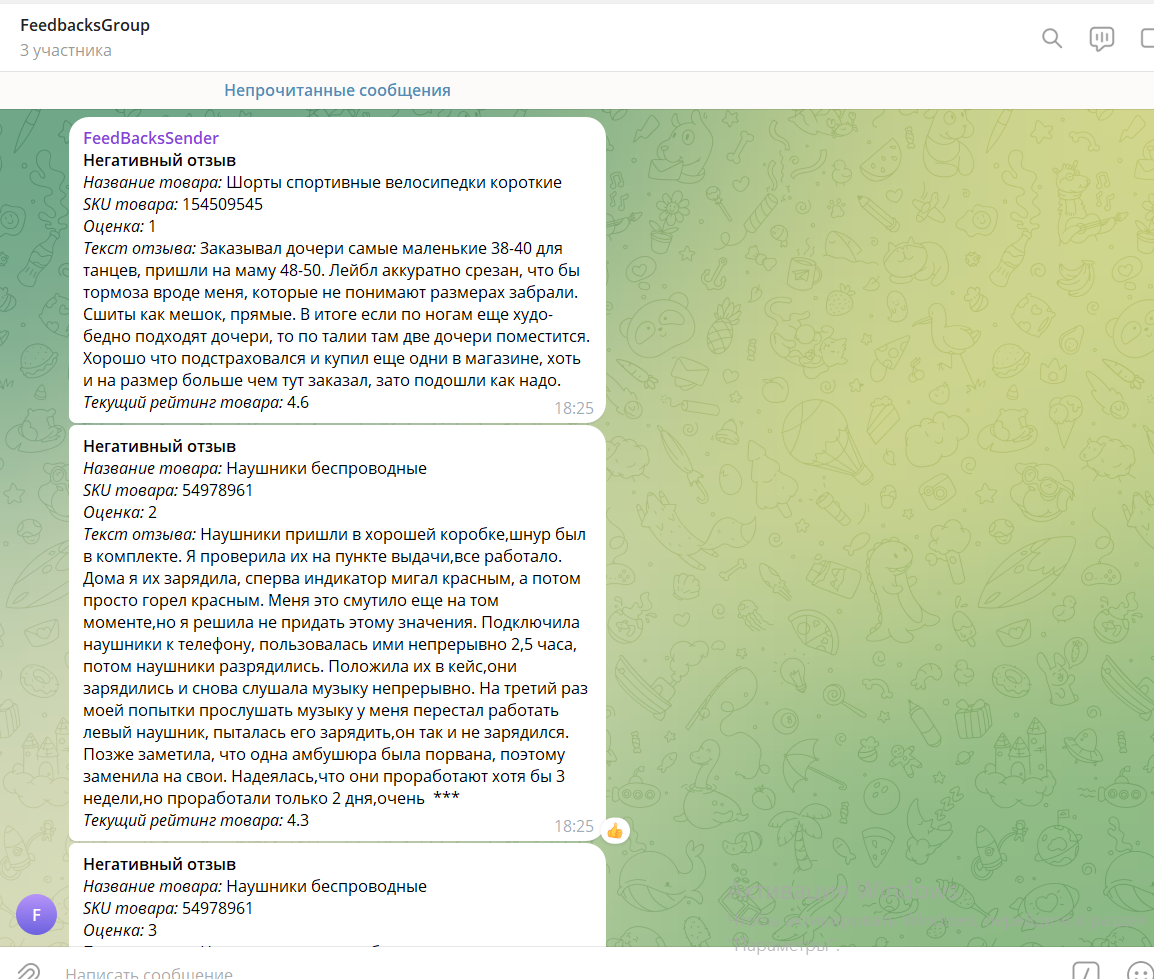 FeedbacksGroup
3 участника
Непрочитанные сообщения
FeedBacksSender
Негативный отзыв
Название товара: Шорты спортивные велосипедки короткие
SKU товара: 154509545
Оценка: 1
Текст отзыва: Заказывал дочери самые маленькие 38-40 для
танцев, пришли на маму 48-50. Лейбл аккуратно срезан, что бы
тормоза вроде меня, которые не понимают размерах забрали.
Сшиты как мешок, прямые. В итоге если по ногам еще худо-
бедно подходят дочери, то по талии там две дочери поместится.
Хорошо что подстраховался и купил еще одни в магазине, хоть
и на размер больше чем тут заказал, зато подошли как надо.
Текущий рейтинг товара: 4.6
18:25
Негативный отзыв
Название товара: Наушники беспроводные
SKU товара: 54978961
Оценка: 2
Текст отзыва: Наушники пришли в хорошей коробке,шнур был
в комплекте. Я проверила их на пункте выдачи,все работало.
Дома я их зарядила, сперва индикатор мигал красным, а потом
просто горел красным. Меня это смутило еще на том
моменте,но я решила не придать этому значения. Подключила
наушники к телефону, пользовалась ими непрерывно 2,5 часа,
потом наушники разрядились. Положила их в кейс,они
зарядились и снова слушала музыку непрерывно. На третий раз
моей попытки прослушать музыку у меня перестал работать
левый наушник, пыталась его зарядить,он так и не зарядился.
Позже заметила, что одна амбушюра была порвана, поэтому
заменила на свои. Надеялась,что они проработают хотя бы 3
недели,но проработали только 2 дня,очень ***
Текущий рейтинг товара: 4.3
18:25
Негативный отзыв
Название товара: Наушники беспроводные
SKU товара: 54978961
F
Оценка: 3
Написать сообщение